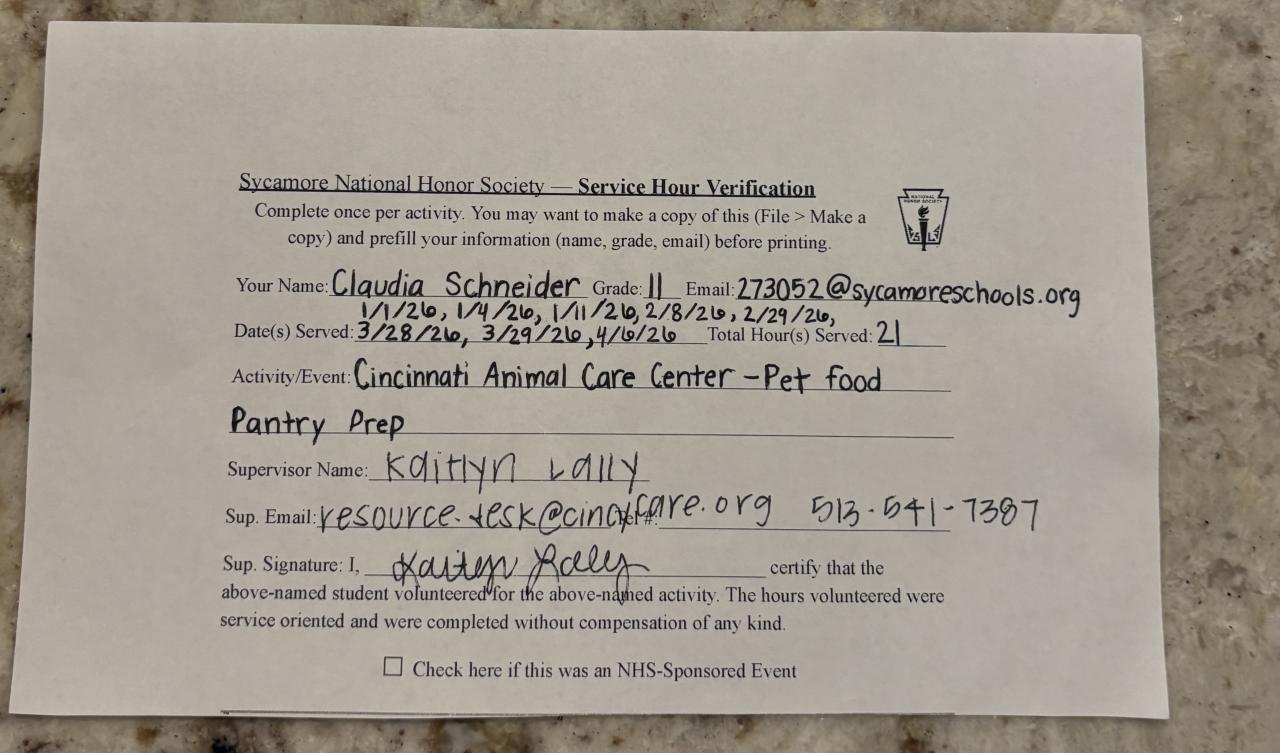 Sycamore National Honor Society — Service Hour Verification
Complete once per activity. You may want to make a copy of this (File > Make a
copy) and prefill your information (name, grade, email) before printing.
NATIONAL
HONOR SOCIETY
Your Name: Claudia Schneider Grade: 11 Email: 273052@sycamoreschools.org
1/1/26, 1/4/26, 1/11/26, 2/8/26, 2/29/26,
Date(s) Served: 3/28/26, 3/29/26, 4/6/26 Total Hour(s) Served: 21
Activity/Event: Cincinnati Animal Care Center - Pet food
Pantry Prep
Supervisor Name: Kaitlyn Lally
Sup. Email: 513-541-7387
Sup. Signature: I, Kaitlyn Lally certify that the
above-named student volunteered for the above-named activity. The hours volunteered were
service oriented and were completed without compensation of any kind.
☐ Check here if this was an NHS-Sponsored Event